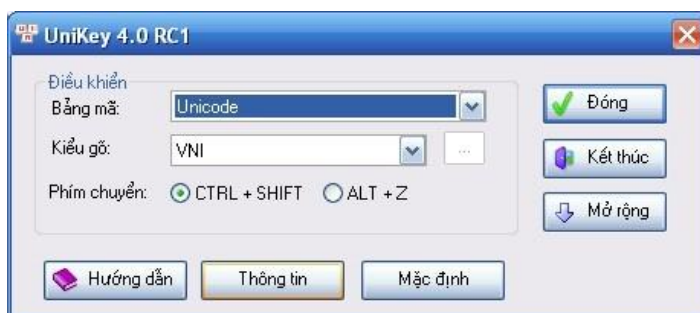 UniKey 4.0 RC1
Điều khiển
Bảng mã: Unicode
Đóng
Kiểu gõ: VNI ...
Kết thúc
Phím chuyển: CTRL + SHIFT ALT + Z
Mở rộng
Hướng dẫn Thông tin Mặc định